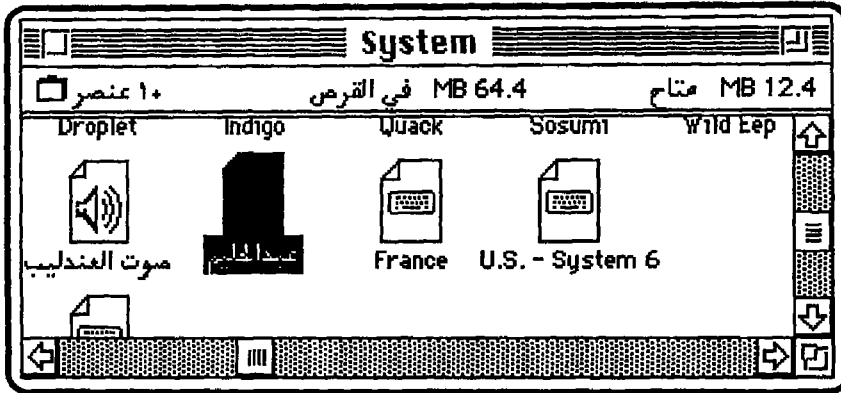 System
١٠ عنصر 64.4 MB في القرص 12.4 MB متاح
Droplet Indigo Quack Sosumi Wild Eep
صوت العندليب عبدالحليم France U.S. - System 6